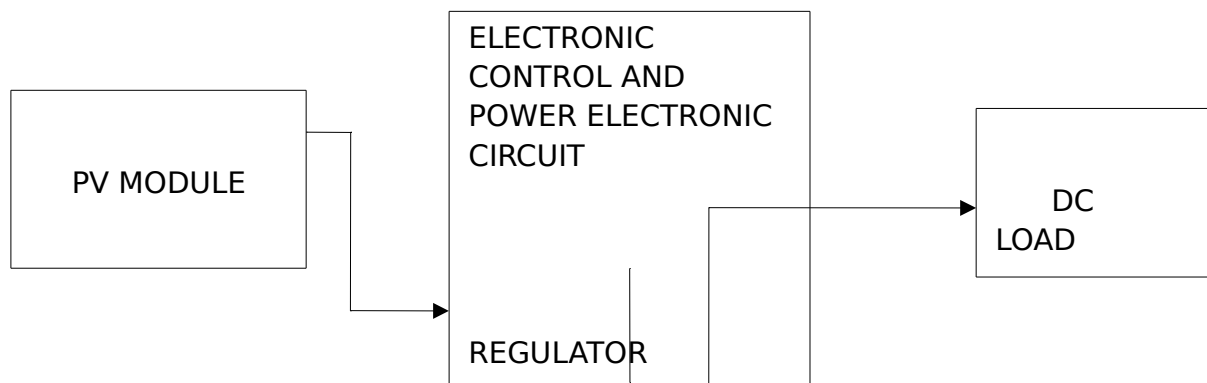 PV MODULE
ELECTRONIC
CONTROL AND
POWER ELECTRONIC
CIRCUIT
REGULATOR
DC
LOAD